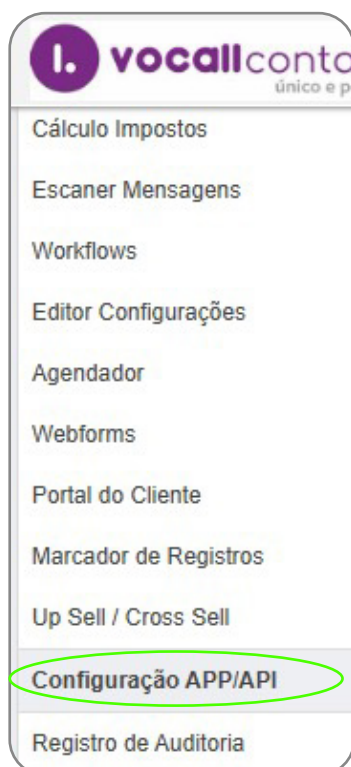 l. vocallconto
único e p
Cálculo Impostos
Escaner Mensagens
Workflows
Editor Configurações
Agendador
Webforms
Portal do Cliente
Marcador de Registros
Up Sell / Cross Sell
Configuração APP/API
Registro de Auditoria